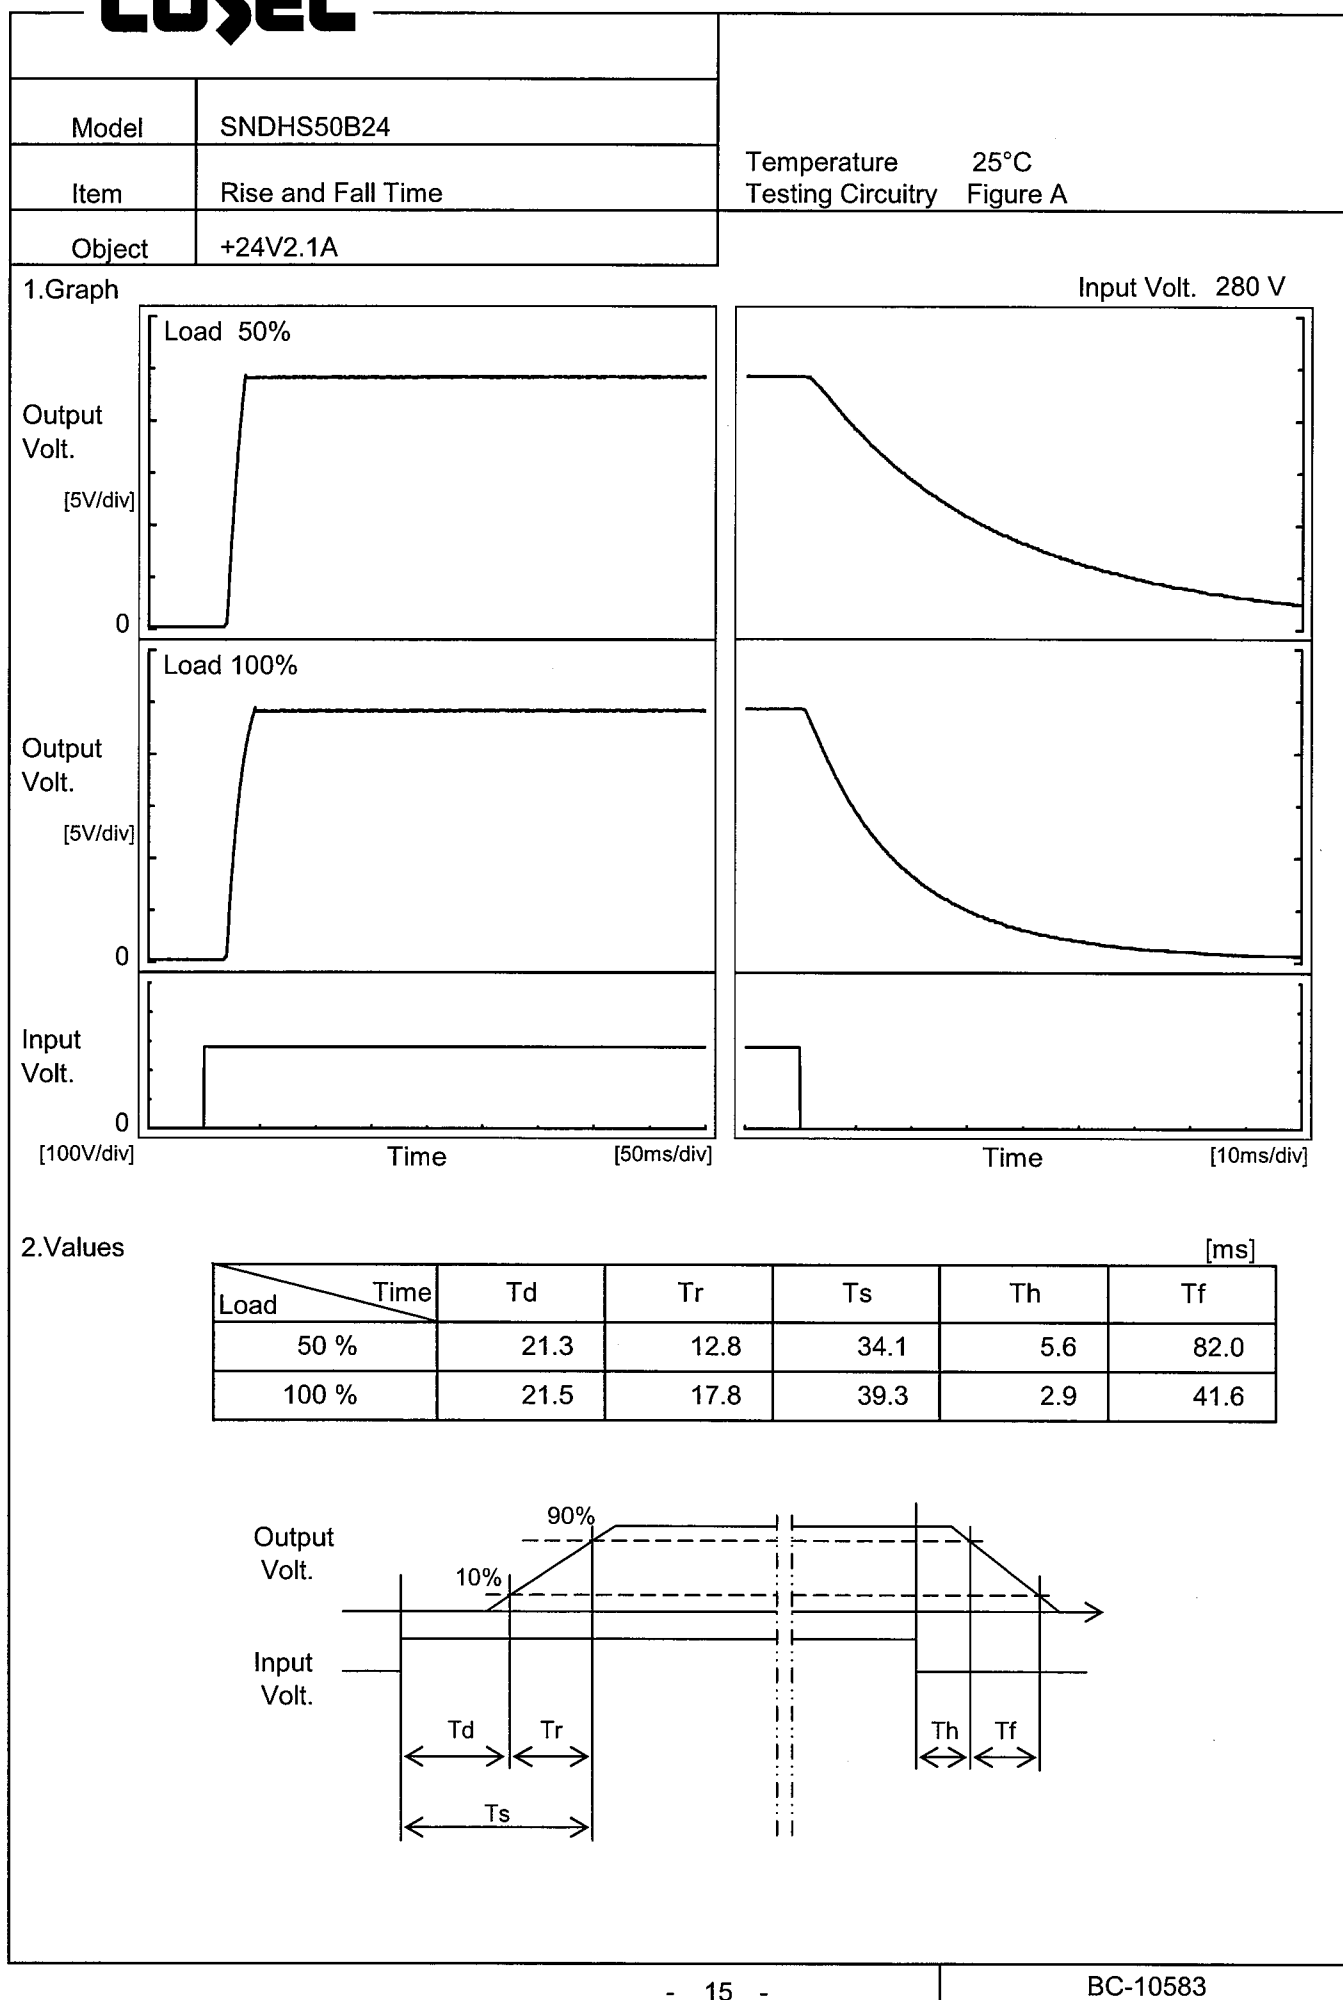 COSEL
Model SNDHS50B24
Item Rise and Fall Time
Object +24V2.1A
Temperature 25°C
Testing Circuitry Figure A
1.Graph
Input Volt. 280 V
Load 50%
Output
Volt.
[5V/div]
0
Load 100%
Output
Volt.
[5V/div]
0
Input
Volt.
0
[100V/div] Time [50ms/div] Time [10ms/div]
2.Values
[ms]
Load Time Td Tr Ts Th Tf
50 % 21.3 12.8 34.1 5.6 82.0
100 % 21.5 17.8 39.3 2.9 41.6
90%
Output
Volt.
10%
Input
Volt.
Td Tr Th Tf
Ts
- 15 -
BC-10583